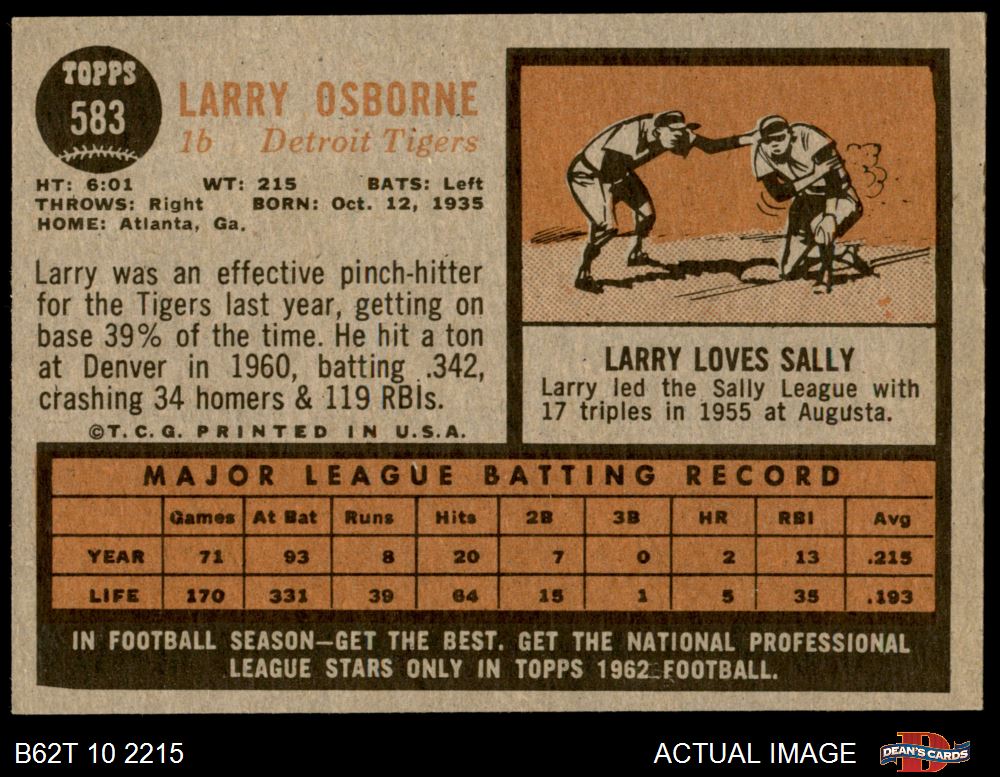 TOPPS
583
LARRY OSBORNE
1b Detroit Tigers
HT: 6:01 WT: 215 BATS: Left
THROWS: Right BORN: Oct. 12, 1935
HOME: Atlanta, Ga.
Larry was an effective pinch-hitter
for the Tigers last year, getting on
base 39% of the time. He hit a ton
at Denver in 1960, batting .342,
crashing 34 homers & 119 RBIs.
©T.C.G. PRINTED IN U.S.A.
LARRY LOVES SALLY
Larry led the Sally League with
17 triples in 1955 at Augusta.
MAJOR LEAGUE BATTING RECORD
Games At Bat Runs Hits 2B 3B HR RBI Avg
YEAR 71 93 8 20 7 0 2 13 .215
LIFE 170 331 39 64 15 1 5 35 .193
IN FOOTBALL SEASON—GET THE BEST. GET THE NATIONAL PROFESSIONAL
LEAGUE STARS ONLY IN TOPPS 1962 FOOTBALL.
B62T 10 2215
ACTUAL IMAGE
DEAN'S CARDS